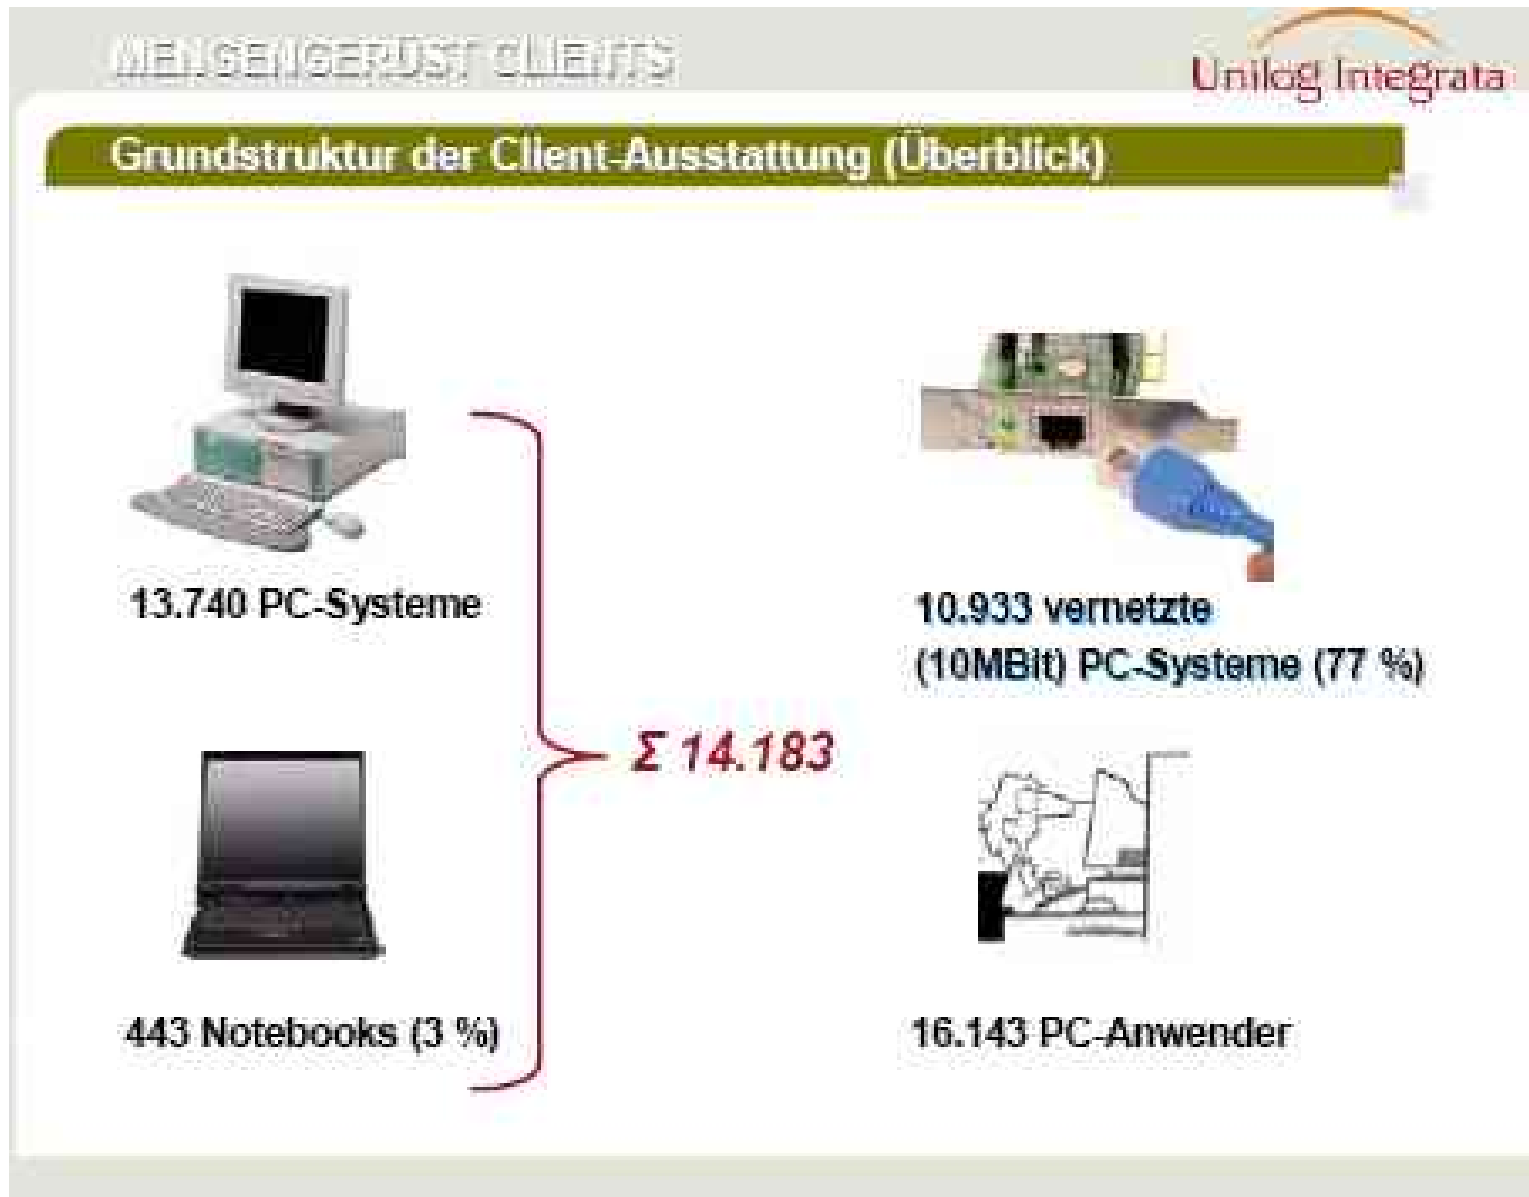 MENGENGERÜST CLIENTS
Unilog Integrata
Grundstruktur der Client-Ausstattung (Überblick)
13.740 PC-Systeme
10.933 vernetzte
(10MBit) PC-Systeme (77 %)
Σ 14.183
443 Notebooks (3 %)
16.143 PC-Anwender